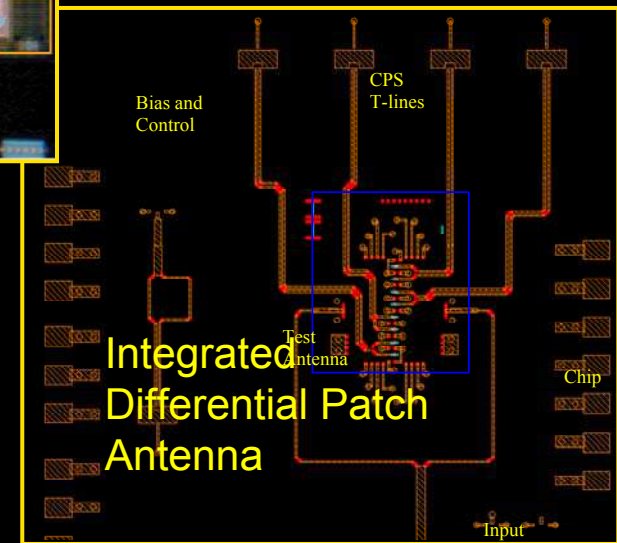 CPS
T-lines
Bias and
Control
Test
Antenna
Integrated
Differential Patch
Antenna
Chip
Input